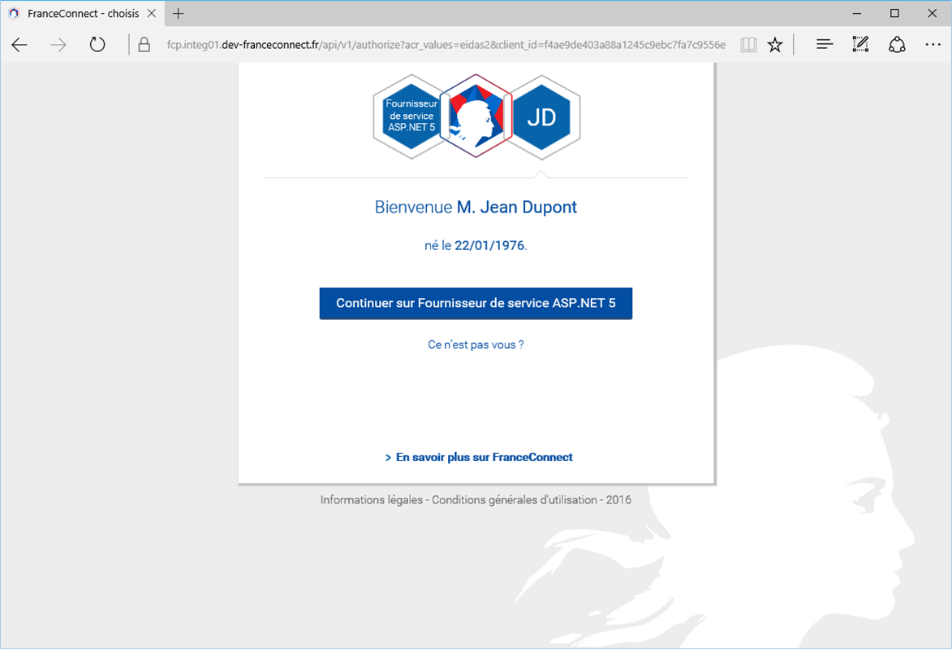 FranceConnect - choisis
fcp.integ01.dev-franceconnect.fr/api/v1/authorize?acr_values=eidas2&client_id=f4ae9de403a88a1245c9ebc7fa7c9556e
Fournisseur
de service
ASP.NET 5
JD
Bienvenue M. Jean Dupont
né le 22/01/1976.
Continuer sur Fournisseur de service ASP.NET 5
Ce n'est pas vous ?
> En savoir plus sur FranceConnect
Informations légales - Conditions générales d'utilisation - 2016